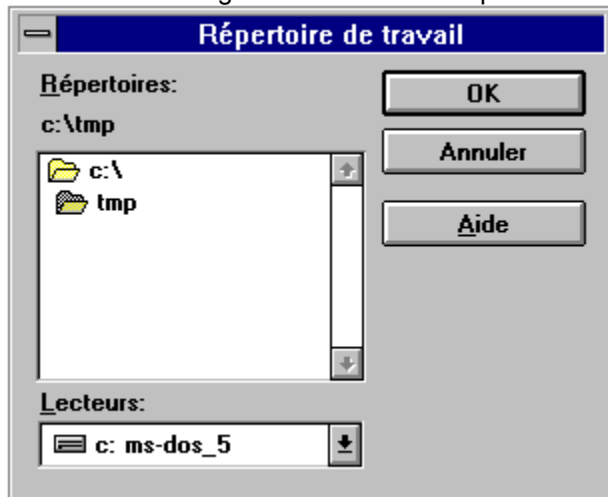 Répertoire de travail
Répertoires:
c:\tmp
c:\
tmp
OK
Annuler
Aide
Lecteurs:
c: ms-dos_5